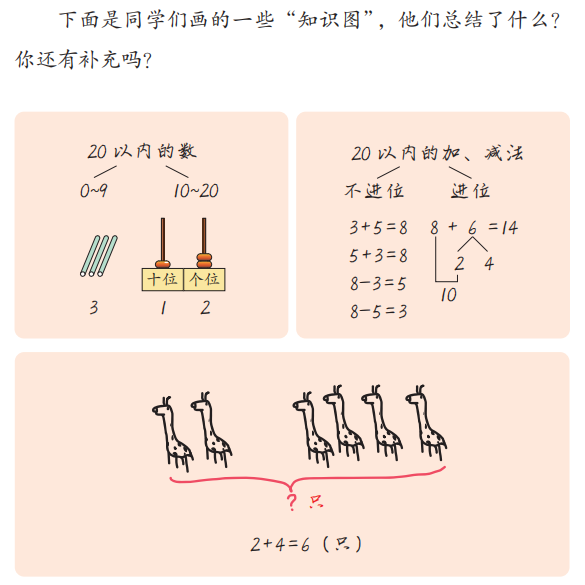 下面是同学们画的一些“知识图”，他们总结了什么？
你还有补充吗？
20以内的数
0~9 10~20
十位 个位
3 1 2
20以内的加、减法
不进位 进位
3+5=8 8 + 6 =14
5+3=8
2 4
8-3=5
10
8-5=3
？只
2+4=6（只）